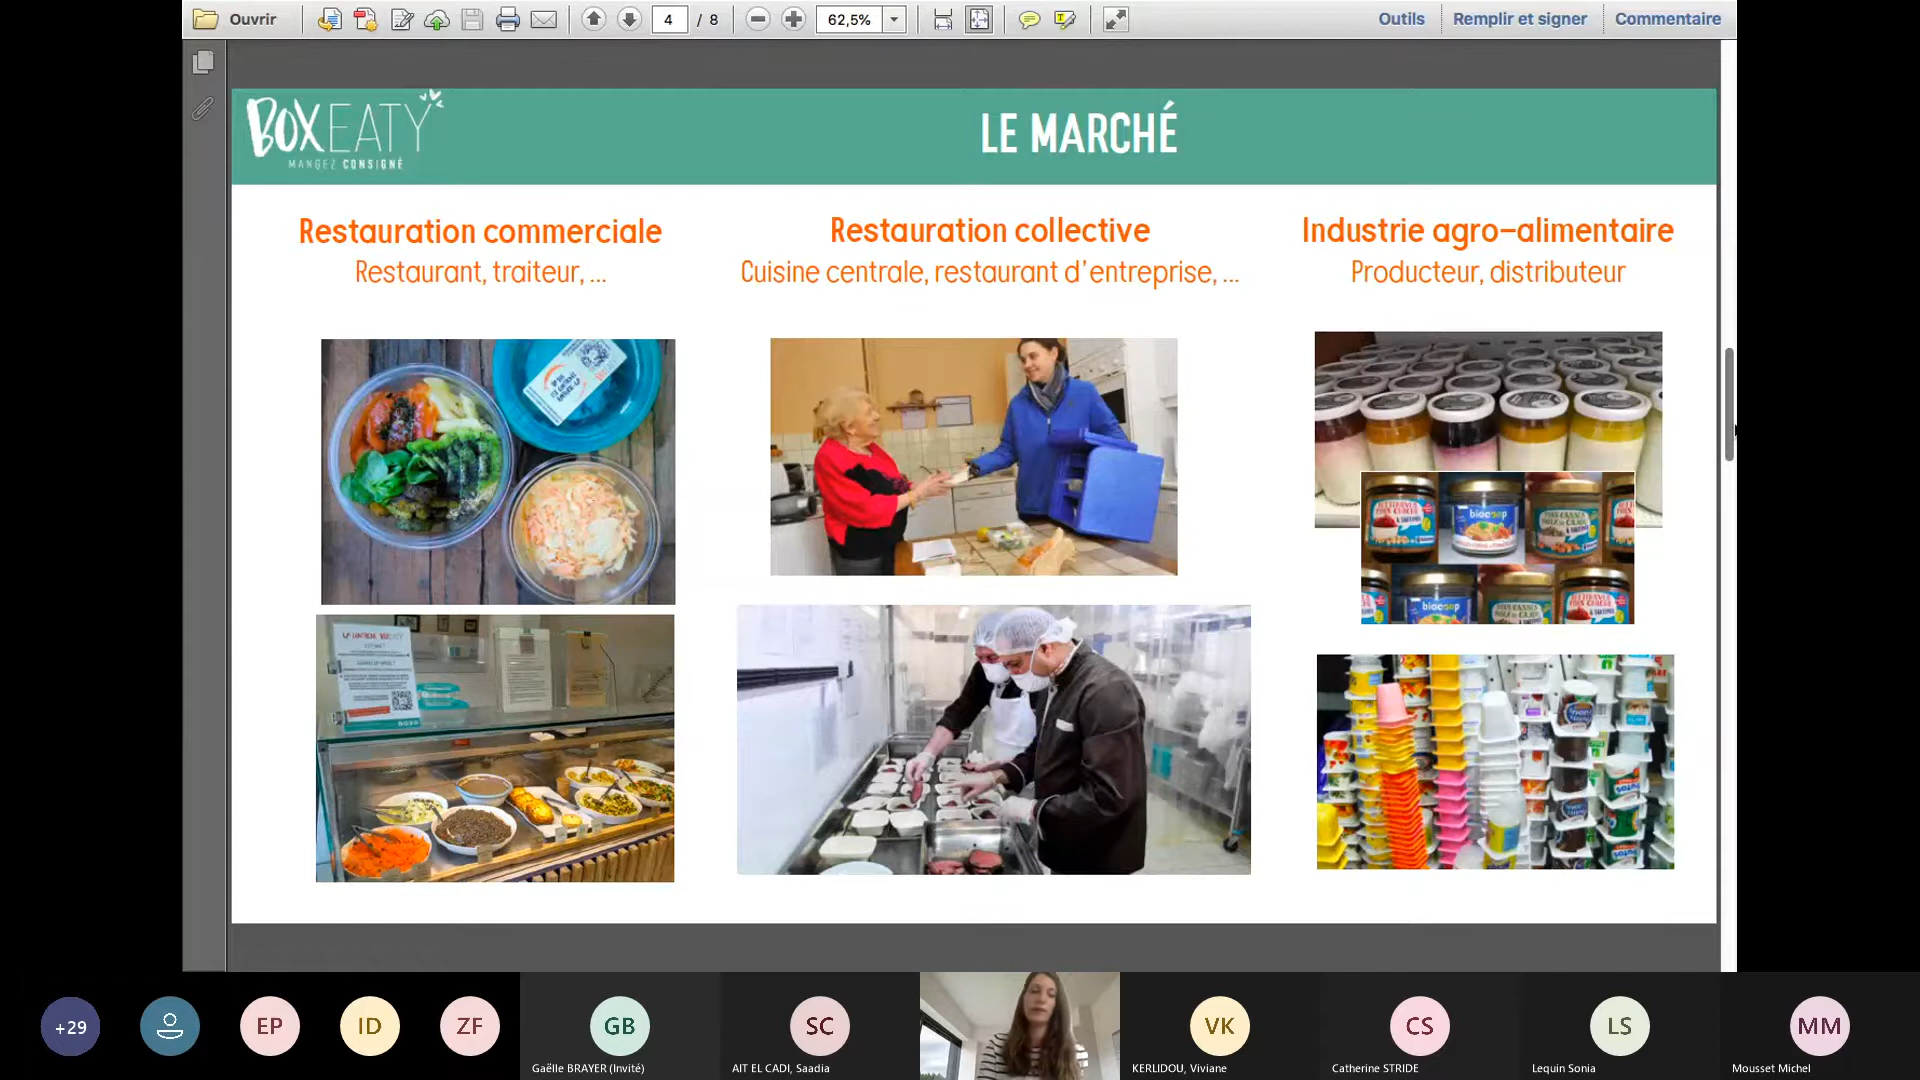 Ouvrir
4 / 8
62,5%
Outils
Remplir et signer
Commentaire
BOXEATY
MANGEZ CONSIGNÉ
LE MARCHÉ
Restauration commerciale
Restaurant, traiteur, ...
Restauration collective
Cuisine centrale, restaurant d'entreprise, ...
Industrie agro-alimentaire
Producteur, distributeur
biocoop
biocoop
+29
EP
ID
ZF
GB
Gaëlle BRAYER (Invité)
SC
AIT EL CADI, Saadia
VK
KERLIDOU, Viviane
CS
Catherine STRIDE
LS
Lequin Sonia
MM
Mousset Michel